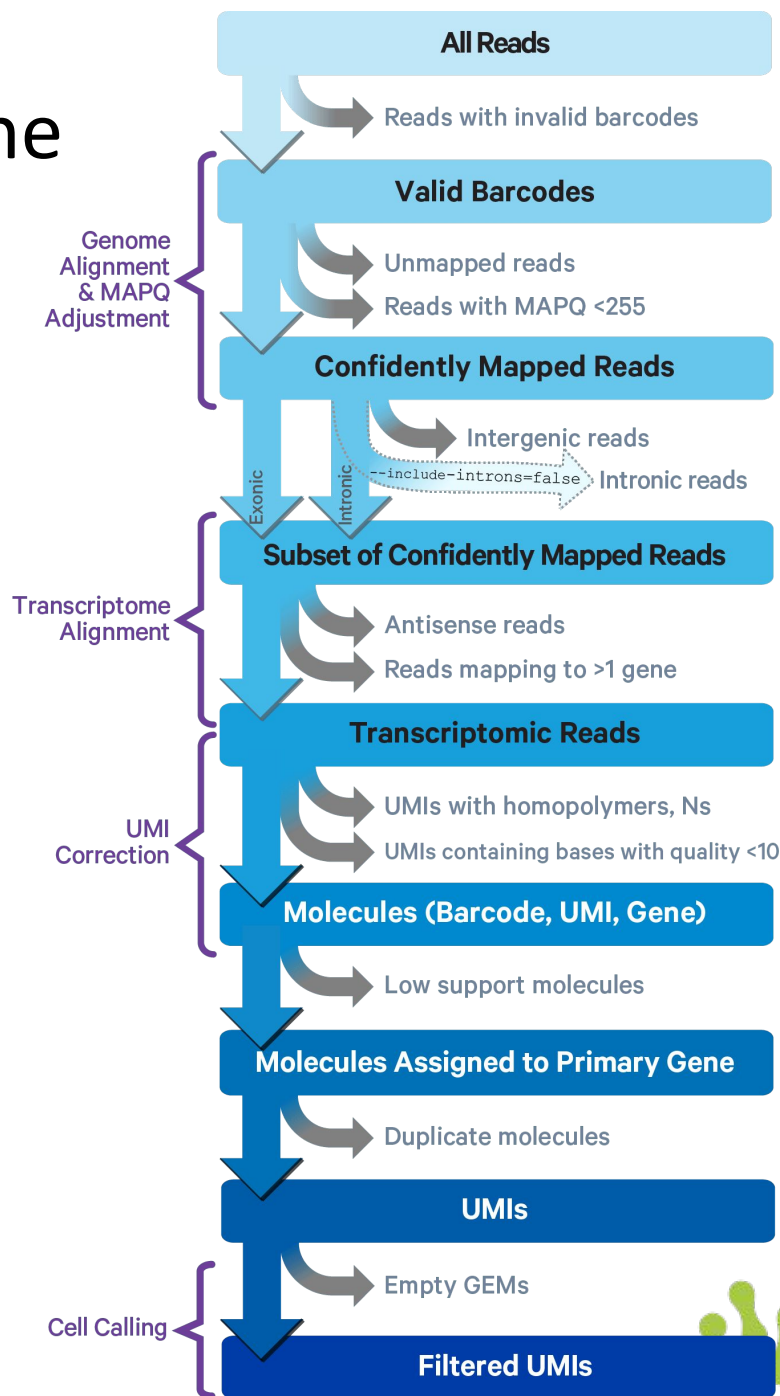 ne
All Reads
Reads with invalid barcodes
Valid Barcodes
Genome
Alignment
& MAPQ
Adjustment
Unmapped reads
Reads with MAPQ <255
Confidently Mapped Reads
Exonic
Intronic
Intergenic reads
--include-introns=false
Intronic reads
Subset of Confidently Mapped Reads
Transcriptome
Alignment
Antisense reads
Reads mapping to >1 gene
Transcriptomic Reads
UMI
Correction
UMIs with homopolymers, Ns
UMIs containing bases with quality <10
Molecules (Barcode, UMI, Gene)
Low support molecules
Molecules Assigned to Primary Gene
Duplicate molecules
UMIs
Cell Calling
Empty GEMs
Filtered UMIs